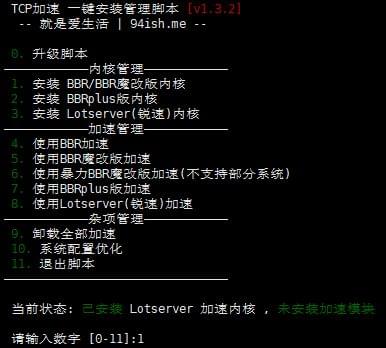 TCP加速 一键安装管理脚本 [v1.3.2]
-- 就是爱生活 | 94ish.me --
0. 升级脚本
内核管理
1. 安装 BBR/BBR魔改版内核
2. 安装 BBRplus版内核
3. 安装 Lotserver(锐速)内核
加速管理
4. 使用BBR加速
5. 使用BBR魔改版加速
6. 使用暴力BBR魔改版加速(不支持部分系统)
7. 使用BBRplus版加速
8. 使用Lotserver(锐速)加速
杂项管理
9. 卸载全部加速
10. 系统配置优化
11. 退出脚本
当前状态: 已安装 Lotserver 加速内核 , 未安装加速模块
请输入数字 [0-11]:1